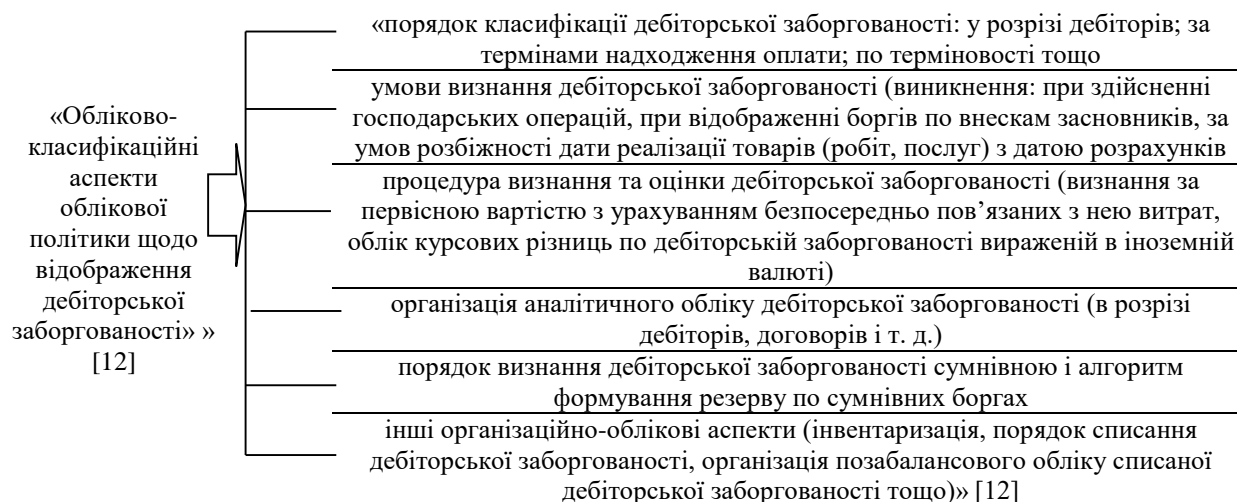 «Обліково-
класифікаційні
аспекти
облікової
політики щодо
відображення
дебіторської
заборгованості» »
[12]
«порядок класифікації дебіторської заборгованості: у розрізі дебіторів; за
термінами надходження оплати; по терміновості тощо
умови визнання дебіторської заборгованості (виникнення: при здійсненні
господарських операцій, при відображенні боргів по внескам засновників, за
умов розбіжності дати реалізації товарів (робіт, послуг) з датою розрахунків
процедура визнання та оцінки дебіторської заборгованості (визнання за
первісною вартістю з урахуванням безпосередньо пов’язаних з нею витрат,
облік курсових різниць по дебіторській заборгованості вираженій в іноземній
валюті)
організація аналітичного обліку дебіторської заборгованості (в розрізі
дебіторів, договорів і т. д.)
порядок визнання дебіторської заборгованості сумнівною і алгоритм
формування резерву по сумнівних боргах
інші організаційно-облікові аспекти (інвентаризація, порядок списання
дебіторської заборгованості, організація позабалансового обліку списаної
дебіторської заборгованості тощо)» [12]